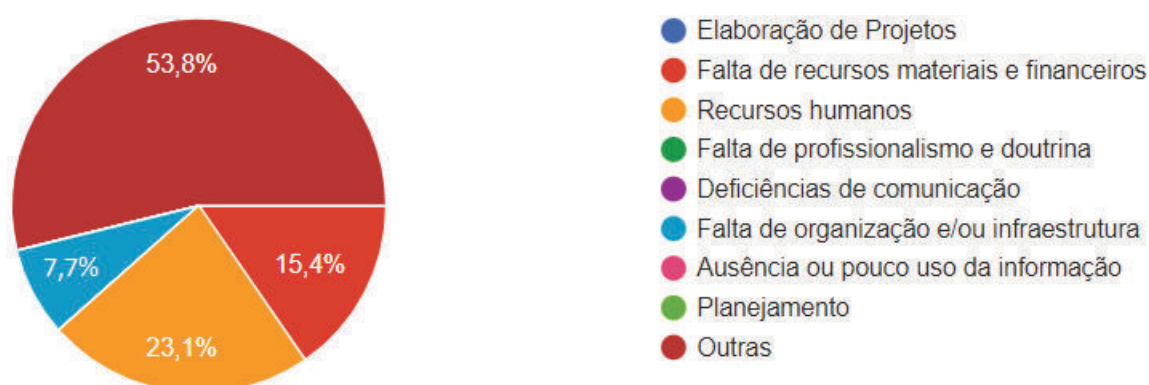 53,8%
15,4%
7,7%
23,1%
Elaboração de Projetos
Falta de recursos materiais e financeiros
Recursos humanos
Falta de profissionalismo e doutrina
Deficiências de comunicação
Falta de organização e/ou infraestrutura
Ausência ou pouco uso da informação
Planejamento
Outras